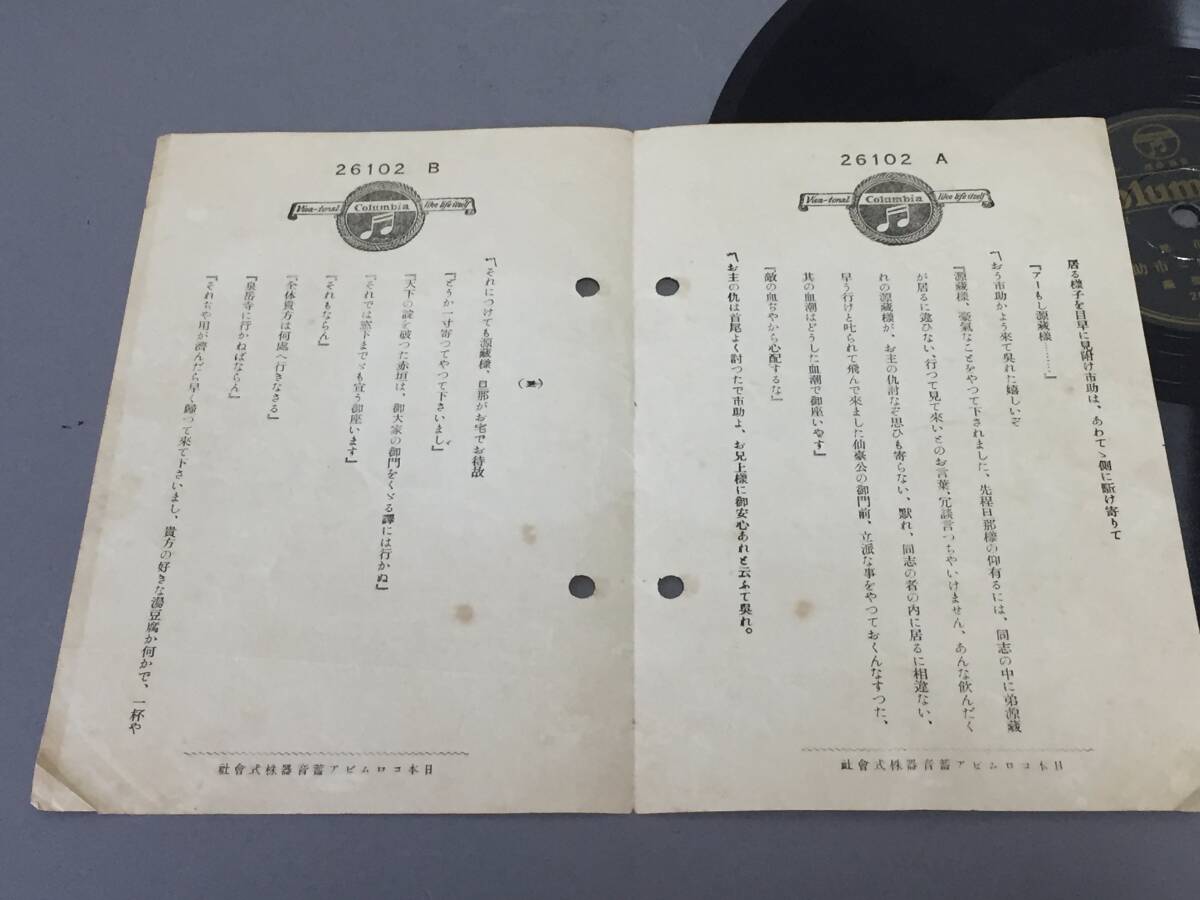 26102 A
Viva-tonal Columbia like life itself
居る樣子を目早に見附け市助は、あわてゝ側に駈け寄りて
『アーもし源藏樣………』
『おう市助かよう來て呉れた嬉しいぞ
『源藏樣、豪氣なことをやつて下されました、先程旦那樣の仰有るには、同志の中に弟源藏
が居るに違ひない、行つて見て來いとのお言葉、冗談言つちやいけません、あんな飮んだく
れの源藏樣が、お主の仇討なぞ思ひも寄らない、默れ、同志の者の内に居るに相違ない、
早う行けと叱られて飛んで來ました仙臺公の御門前、立派な事をやつておくんなすつた、
其の血潮はどうした血潮で御座いやす』
『敵の血ぢやから心配するな』
『お主の仇は首尾よく討つたで市助よ、お兄上樣に御安心あれと云ふて呉れ。
日本コロムビア蓄音器株式會社
26102 B
Viva-tonal Columbia like life itself
『それにつけても源藏樣、旦那がお宅でお待故
『どうか一寸寄つてやつて下さいまし』
『天下の掟を破つた赤垣は、御大家の御門をくゞる譯には行かぬ』
『それでは窓下までゝも宜う御座います』
『それもならん』
『全体貴方は何處へ行きなさる』
『泉岳寺に行かねばならん』
『それぢや用が濟んだら早く歸つて來て下さいまし、貴方の好きな湯豆腐か何かで、一杯や
日本コロムビア蓄音器株式會社